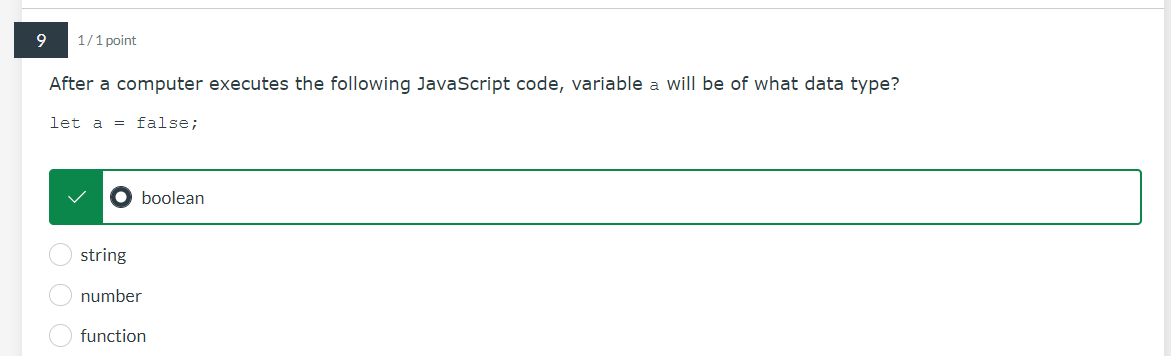 9
1 / 1 point
After a computer executes the following JavaScript code, variable a will be of what data type?
let a = false;
boolean
string
number
function